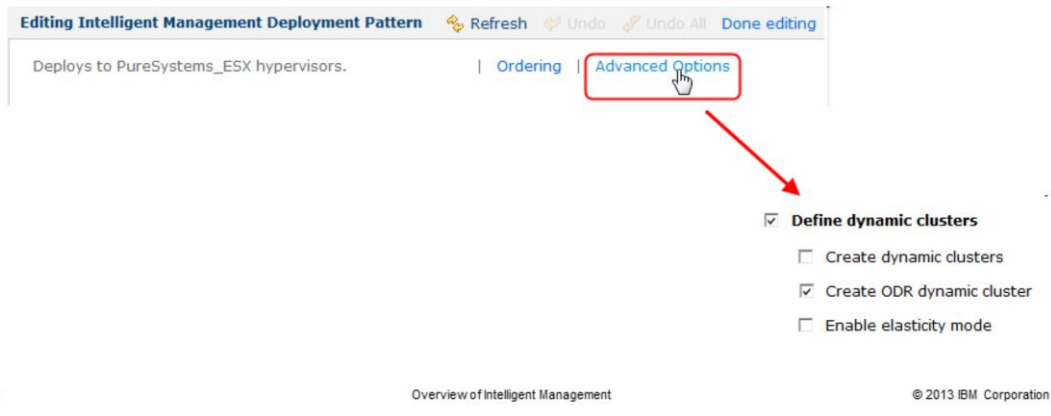 Editing Intelligent Management Deployment Pattern Refresh Undo Undo All Done editing
Deploys to PureSystems_ESX hypervisors. | Ordering | Advanced Options
Define dynamic clusters
Create dynamic clusters
Create ODR dynamic cluster
Enable elasticity mode
Overview of Intelligent Management © 2013 IBM Corporation